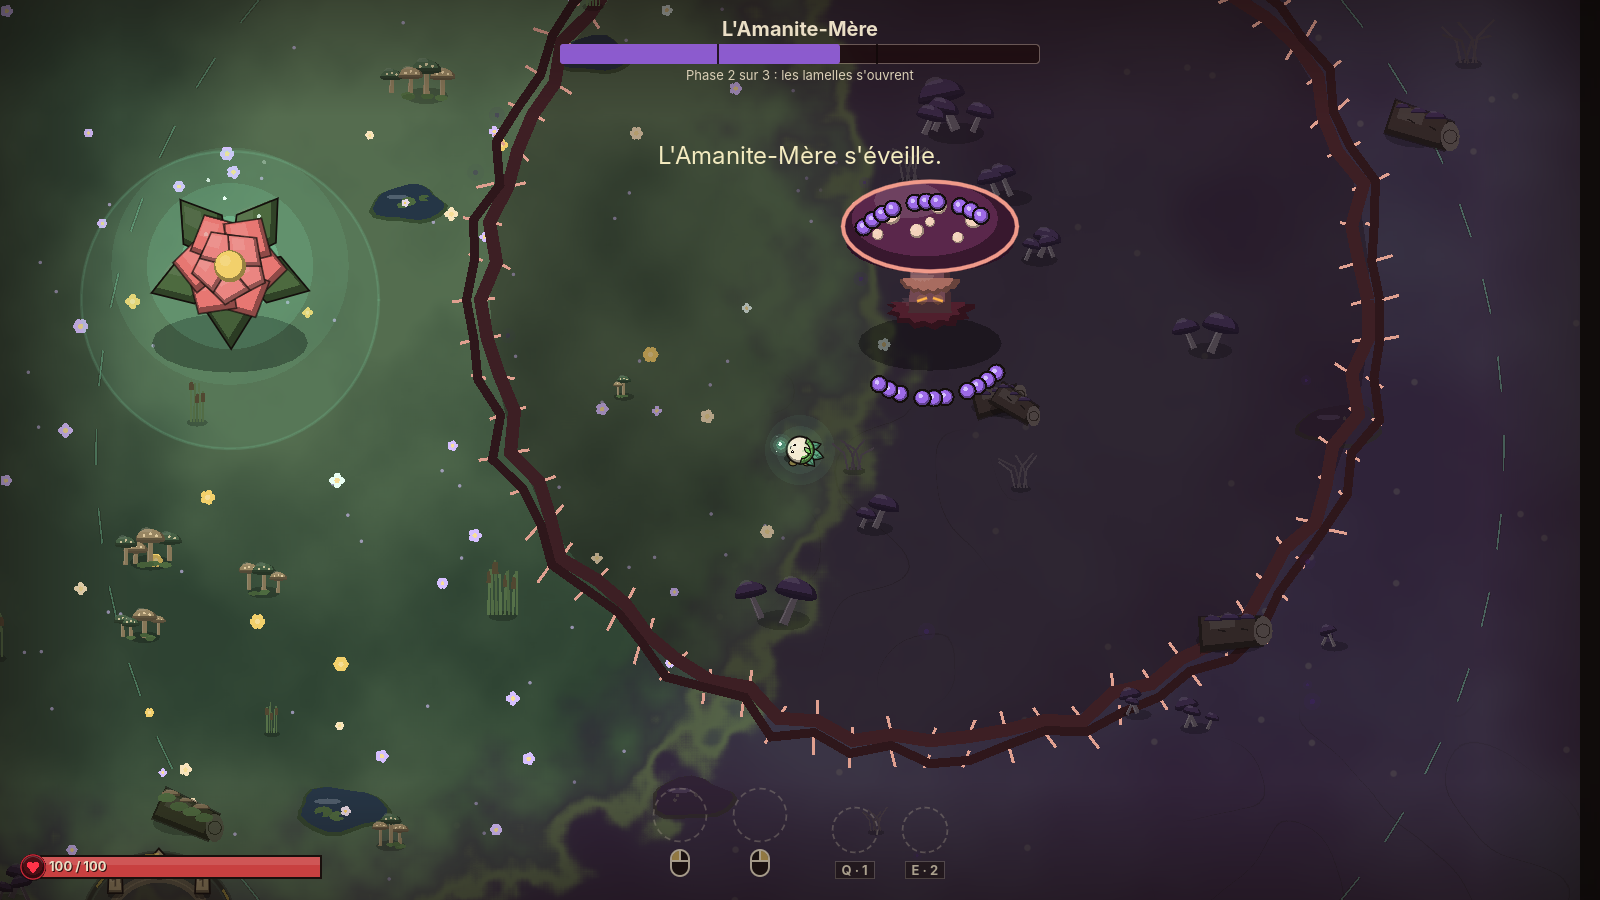 L'Amanite-Mère
Phase 2 sur 3 : les lamelles s'ouvrent
L'Amanite-Mère s'éveille.
100 / 100
Q · 1
E · 2